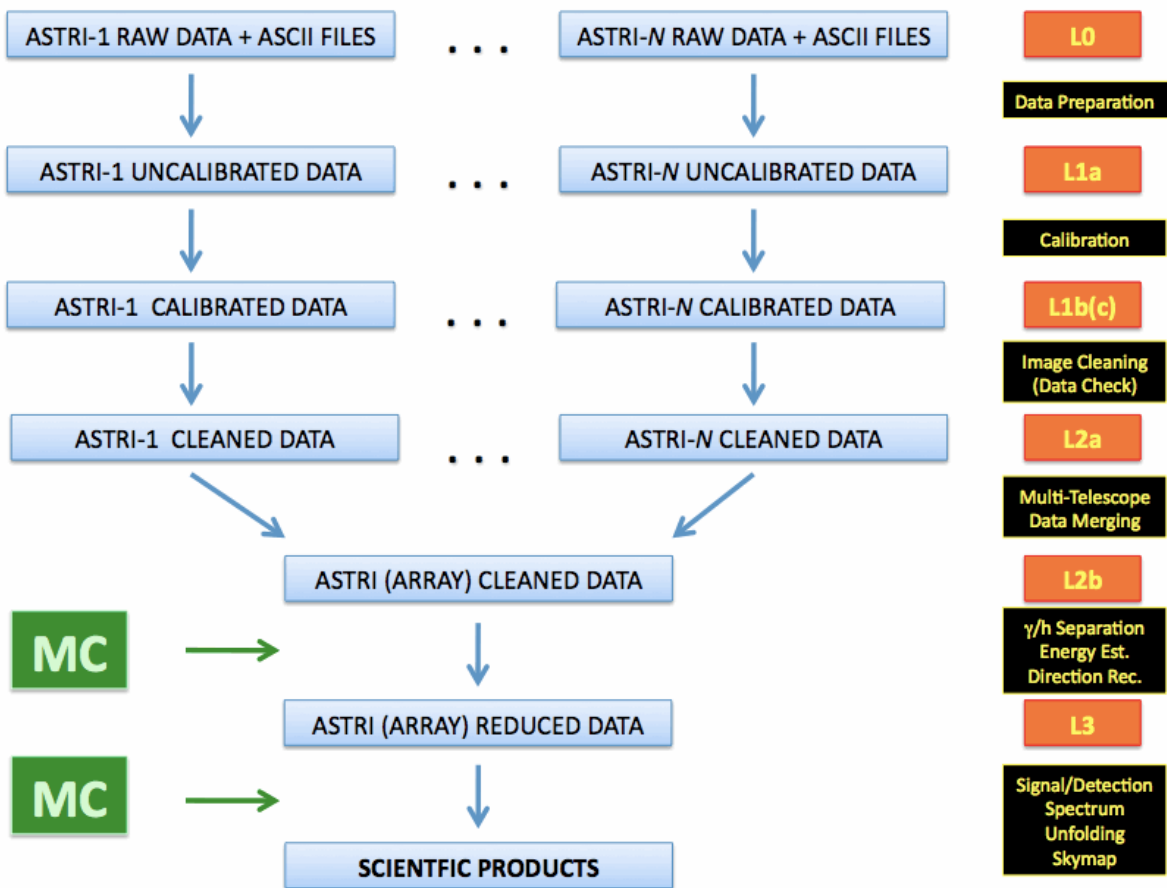 ASTRI-1 RAW DATA + ASCII FILES
. . .
ASTRI-N RAW DATA + ASCII FILES
L0
Data Preparation
ASTRI-1 UNCALIBRATED DATA
. . .
ASTRI-N UNCALIBRATED DATA
L1a
Calibration
ASTRI-1 CALIBRATED DATA
. . .
ASTRI-N CALIBRATED DATA
L1b(c)
Image Cleaning
(Data Check)
ASTRI-1 CLEANED DATA
. . .
ASTRI-N CLEANED DATA
L2a
Multi-Telescope
Data Merging
ASTRI (ARRAY) CLEANED DATA
L2b
MC
γ/h Separation
Energy Est.
Direction Rec.
ASTRI (ARRAY) REDUCED DATA
L3
MC
Signal/Detection
Spectrum
Unfolding
Skymap
SCIENTFIC PRODUCTS